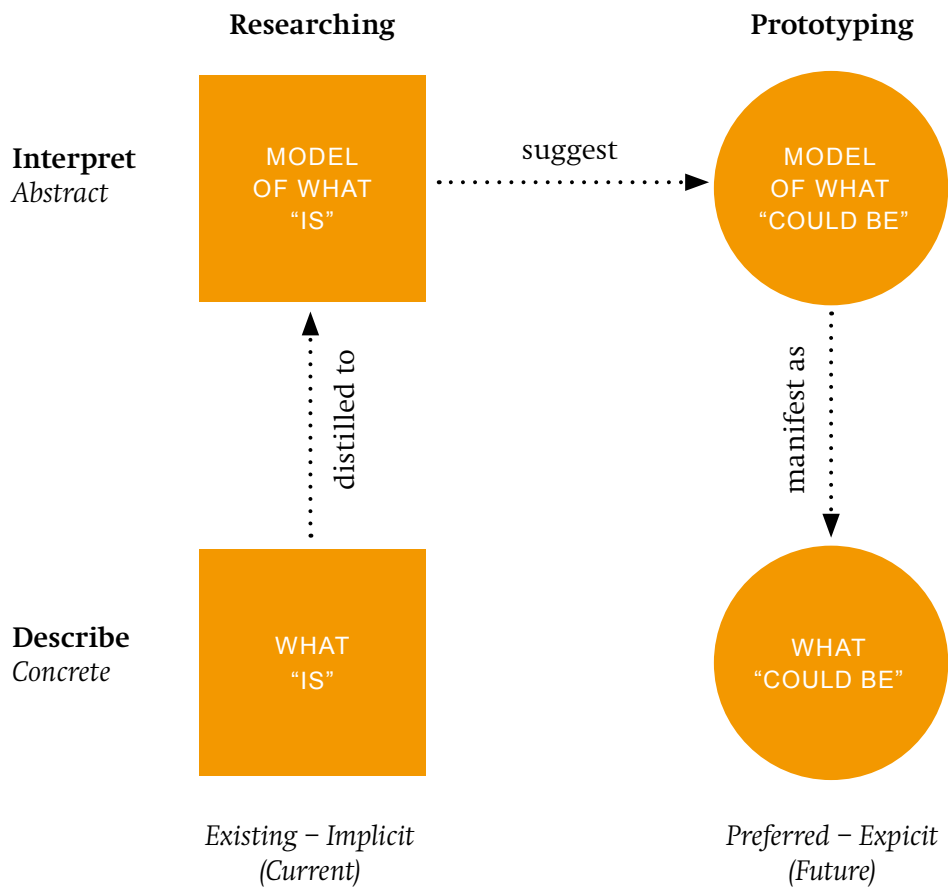 Researching
Prototyping
Interpret
Abstract
MODEL
OF WHAT
“IS”
suggest
MODEL
OF WHAT
“COULD BE”
distilled to
manifest as
Describe
Concrete
WHAT
“IS”
WHAT
“COULD BE”
Existing – Implicit
(Current)
Preferred – Expicit
(Future)